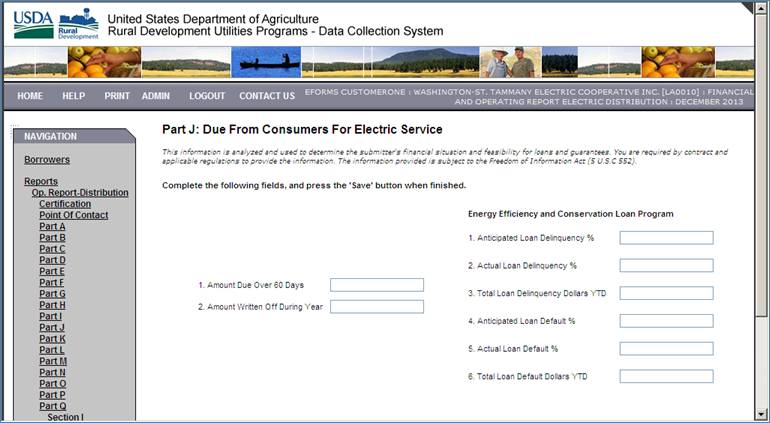 USDA
Rural
Development
United States Department of Agriculture
Rural Development Utilities Programs - Data Collection System
HOME HELP PRINT ADMIN LOGOUT CONTACT US
EFORMS CUSTOMERONE : WASHINGTON-ST. TAMMANY ELECTRIC COOPERATIVE INC. [LA0010] : FINANCIAL
AND OPERATING REPORT ELECTRIC DISTRIBUTION : DECEMBER 2013
NAVIGATION
Borrowers
Reports
Op. Report-Distribution
Certification
Point Of Contact
Part A
Part B
Part C
Part D
Part E
Part F
Part G
Part H
Part I
Part J
Part K
Part L
Part M
Part N
Part O
Part P
Part Q
Section I
Part J: Due From Consumers For Electric Service
This information is analyzed and used to determine the submitter's financial situation and feasibility for loans and guarantees. You are required by contract and
applicable regulations to provide the information. The information provided is subject to the Freedom of Information Act (5 U.S.C 552).
Complete the following fields, and press the 'Save' button when finished.
1. Amount Due Over 60 Days
2. Amount Written Off During Year
Energy Efficiency and Conservation Loan Program
1. Anticipated Loan Delinquency %
2. Actual Loan Delinquency %
3. Total Loan Delinquency Dollars YTD
4. Anticipated Loan Default %
5. Actual Loan Default %
6. Total Loan Default Dollars YTD